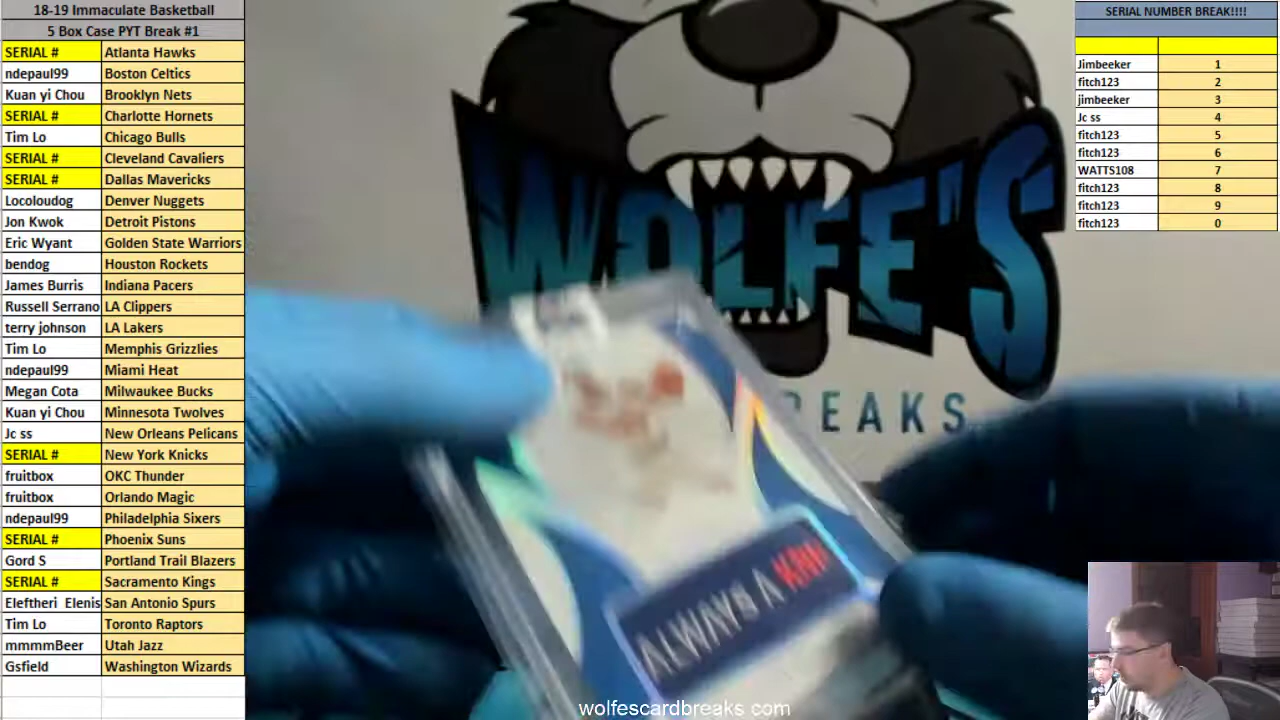 18-19 Immaculate Basketball
5 Box Case PYT Break #1
SERIAL # Atlanta Hawks
ndepaul99 Boston Celtics
Kuan yi Chou Brooklyn Nets
SERIAL # Charlotte Hornets
Tim Lo Chicago Bulls
SERIAL # Cleveland Cavaliers
SERIAL # Dallas Mavericks
Locoloudog Denver Nuggets
Jon Kwok Detroit Pistons
Eric Wyant Golden State Warriors
bendog Houston Rockets
James Burris Indiana Pacers
Russell Serrano LA Clippers
terry johnson LA Lakers
Tim Lo Memphis Grizzlies
ndepaul99 Miami Heat
Megan Cota Milwaukee Bucks
Kuan yi Chou Minnesota Twolves
Jc ss New Orleans Pelicans
SERIAL # New York Knicks
fruitbox OKC Thunder
fruitbox Orlando Magic
ndepaul99 Philadelphia Sixers
SERIAL # Phoenix Suns
Gord S Portland Trail Blazers
SERIAL # Sacramento Kings
Eleftheri Elenis San Antonio Spurs
Tim Lo Toronto Raptors
mmmmBeer Utah Jazz
Gsfield Washington Wizards
WOLFE'S
BREAKS
ALWAYS A
wolfescardbreaks.com
SERIAL NUMBER BREAK!!!!
Jimbeeker 1
fitch123 2
jimbeeker 3
Jc ss 4
fitch123 5
fitch123 6
WATTS108 7
fitch123 8
fitch123 9
fitch123 0